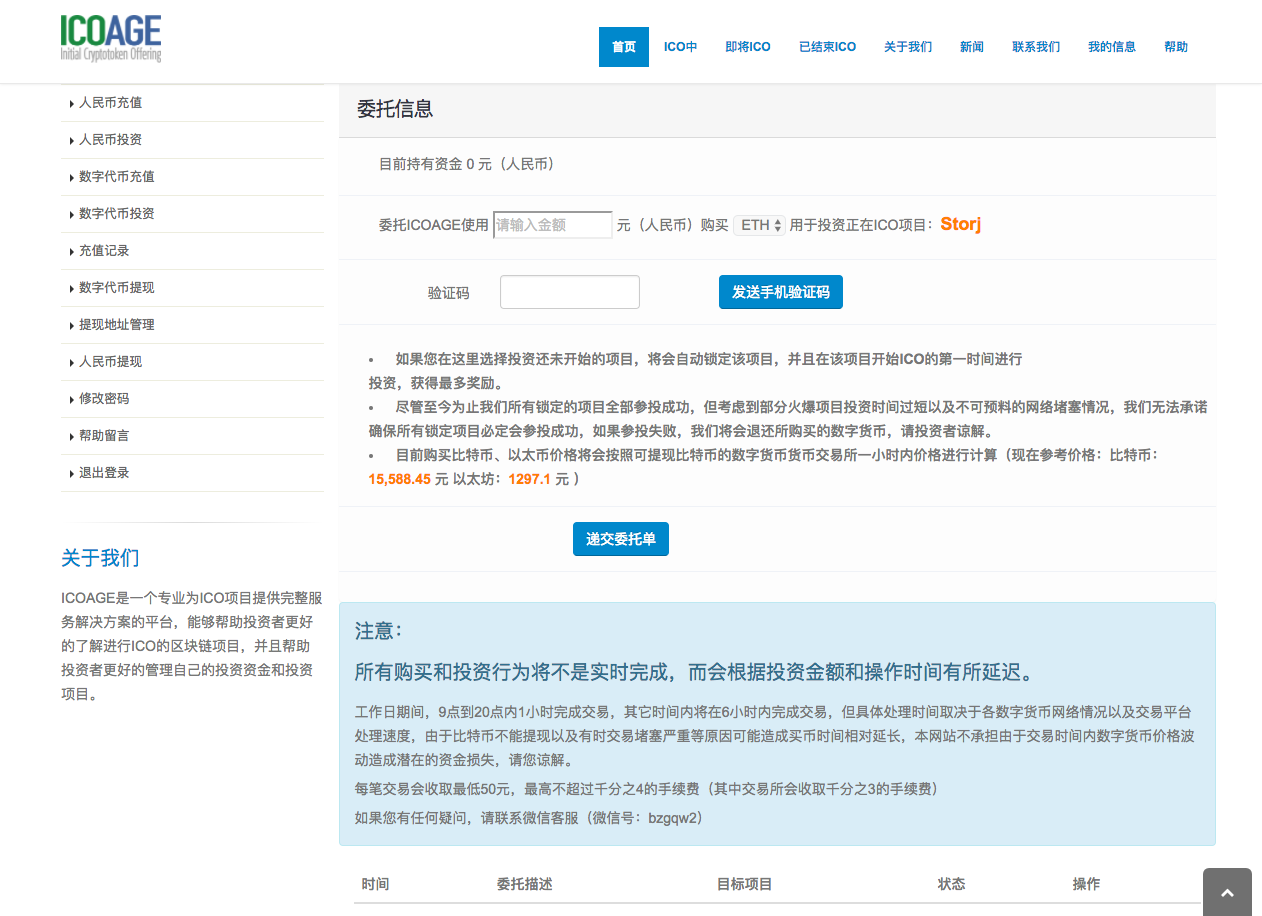 ICOAGE
Initial Cryptotoken Offering
首页 ICO中 即将ICO 已结束ICO 关于我们 新闻 联系我们 我的信息 帮助
人民币充值
人民币投资
数字代币充值
数字代币投资
充值记录
数字代币提现
提现地址管理
人民币提现
修改密码
帮助留言
退出登录
关于我们
ICOAGE是一个专业为ICO项目提供完整服
务解决方案的平台，能够帮助投资者更好
的了解进行ICO的区块链项目，并且帮助
投资者更好的管理自己的投资资金和投资
项目。
委托信息
目前持有资金 0 元（人民币）
委托ICOAGE使用 请输入金额 元（人民币）购买 ETH 用于投资正在ICO项目：Storj
验证码 发送手机验证码
• 如果您在这里选择投资还未开始的项目，将会自动锁定该项目，并且在该项目开始ICO的第一时间进行
投资，获得最多奖励。
• 尽管至今为止我们所有锁定的项目全部参投成功，但考虑到部分火爆项目投资时间过短以及不可预料的网络堵塞情况，我们无法承诺
确保所有锁定项目必定会参投成功，如果参投失败，我们将会退还所购买的数字货币，请投资者谅解。
• 目前购买比特币、以太币价格将会按照可提现比特币的数字货币货币交易所一小时内价格进行计算（现在参考价格：比特币：
15,588.45 元 以太坊：1297.1 元 ）
递交委托单
注意：
所有购买和投资行为将不是实时完成，而会根据投资金额和操作时间有所延迟。
工作日期间，9点到20点内1小时完成交易，其它时间内将在6小时内完成交易，但具体处理时间取决于各数字货币网络情况以及交易平台
处理速度，由于比特币不能提现以及有时交易堵塞严重等原因可能造成买币时间相对延长，本网站不承担由于交易时间内数字货币价格波
动造成潜在的资金损失，请您谅解。
每笔交易会收取最低50元，最高不超过千分之4的手续费（其中交易所会收取千分之3的手续费）
如果您有任何疑问，请联系微信客服（微信号：bzgqw2）
时间 委托描述 目标项目 状态 操作